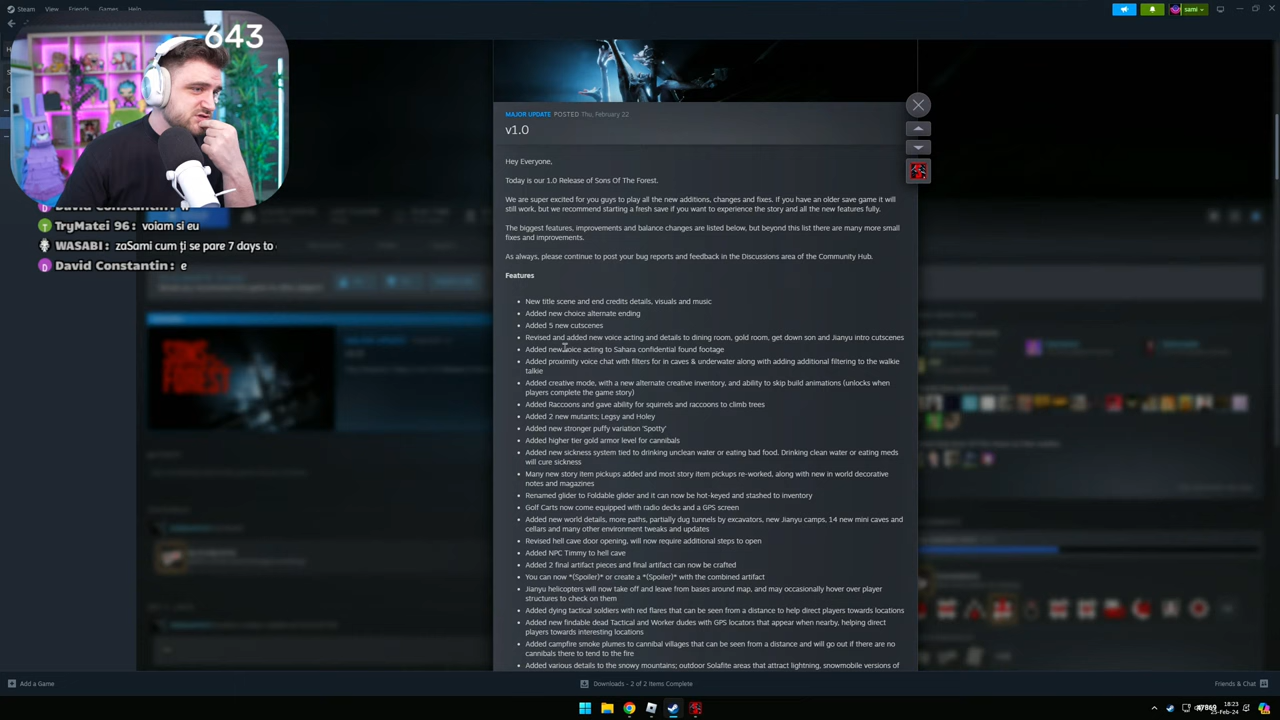 Steam View Friends Games Help
sami
643
MAJOR UPDATE POSTED Thu, February 22
v1.0
Hey Everyone,
Today is our 1.0 Release of Sons Of The Forest.
We are super excited for you guys to play all the new additions, changes and fixes. If you have an older save game it will
still work, but we recommend starting a fresh save if you want to experience the story and all the new features fully.
The biggest features, improvements and balance changes are listed below, but beyond this list there are many more small
fixes and improvements.
As always, please continue to post your bug reports and feedback in the Discussions area of the Community Hub.
Features
• New title scene and end credits details, visuals and music
• Added new choice alternate ending
• Added 5 new cutscenes
• Revised and added new voice acting and details to dining room, gold room, get down son and Jianyu intro cutscenes
• Added new voice acting to Sahara confidential found footage
• Added proximity voice chat with filters for in caves & underwater along with adding additional filtering to the walkie
talkie
• Added creative mode, with a new alternate creative inventory, and ability to skip build animations (unlocks when
players complete the game story)
• Added Raccoons and gave ability for squirrels and raccoons to climb trees
• Added 2 new mutants; Legsy and Holey
• Added new stronger puffy variation 'Spotty'
• Added higher tier gold armor level for cannibals
• Added new sickness system tied to drinking unclean water or eating bad food. Drinking clean water or eating meds
will cure sickness
• Many new story item pickups added and most story item pickups re-worked, along with new in world decorative
notes and magazines
• Renamed glider to Foldable glider and it can now be hot-keyed and stashed to inventory
• Golf Carts now come equipped with radio decks and a GPS screen
• Added new world details, more paths, partially dug tunnels by excavators, new Jianyu camps, 14 new mini caves and
cellars and many other environment tweaks and updates
• Revised hell cave door opening, will now require additional steps to open
• Added NPC Timmy to hell cave
• Added 2 final artifact pieces and final artifact can now be crafted
• You can now *(Spoiler)* or create a *(Spoiler)* with the combined artifact
• Jianyu helicopters will now take off and leave from bases around map, and may occasionally hover over player
structures to check on them
• Added dying tactical soldiers with red flares that can be seen from a distance to help direct players towards locations
• Added new findable dead Tactical and Worker dudes with GPS locators that appear when nearby, helping direct
players towards interesting locations
• Added campfire smoke plumes to cannibal villages that can be seen from a distance and will go out if there are no
cannibals there to tend to the fire
• Added various details to the snowy mountains; outdoor Solafite areas that attract lightning, snowmobile versions of
David Constantin: w
TryMatei 96: voiam si eu
WASABI: zaSami cum ți se pare 7 days to
David Constantin: e
Add a Game
Downloads - 2 of 2 Items Complete
Friends & Chat
18:23
25-Feb-24